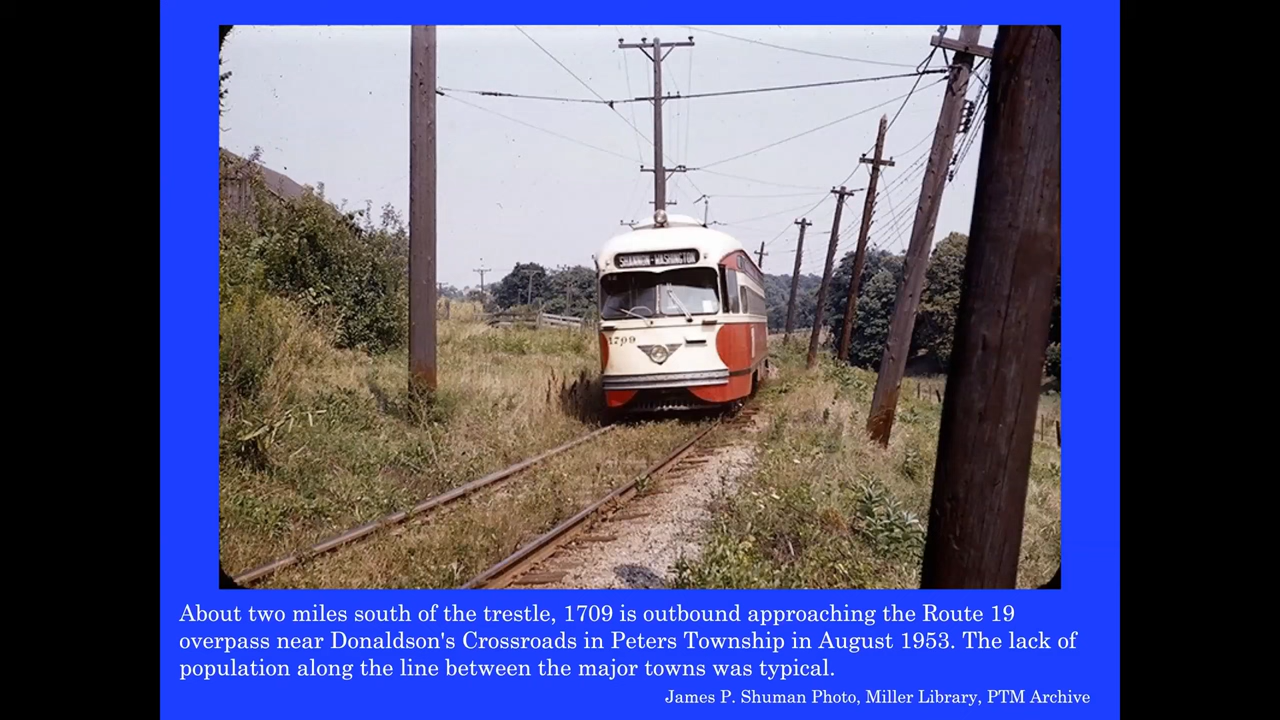 SHANNON-WASHINGTON
1709
About two miles south of the trestle, 1709 is outbound approaching the Route 19
overpass near Donaldson's Crossroads in Peters Township in August 1953. The lack of
population along the line between the major towns was typical.
James P. Shuman Photo, Miller Library, PTM Archive